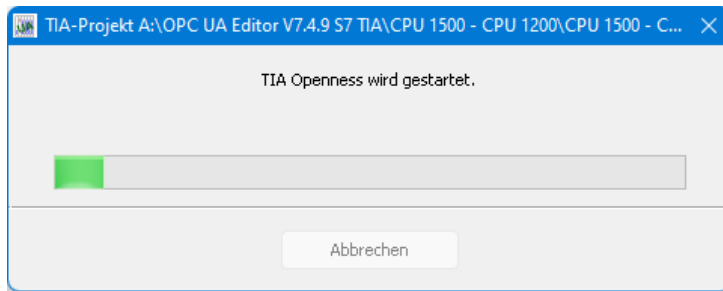 TIA-Projekt A:\OPC UA Editor V7.4.9 S7 TIA\CPU 1500 - CPU 1200\CPU 1500 - C...
TIA Openness wird gestartet.
Abbrechen